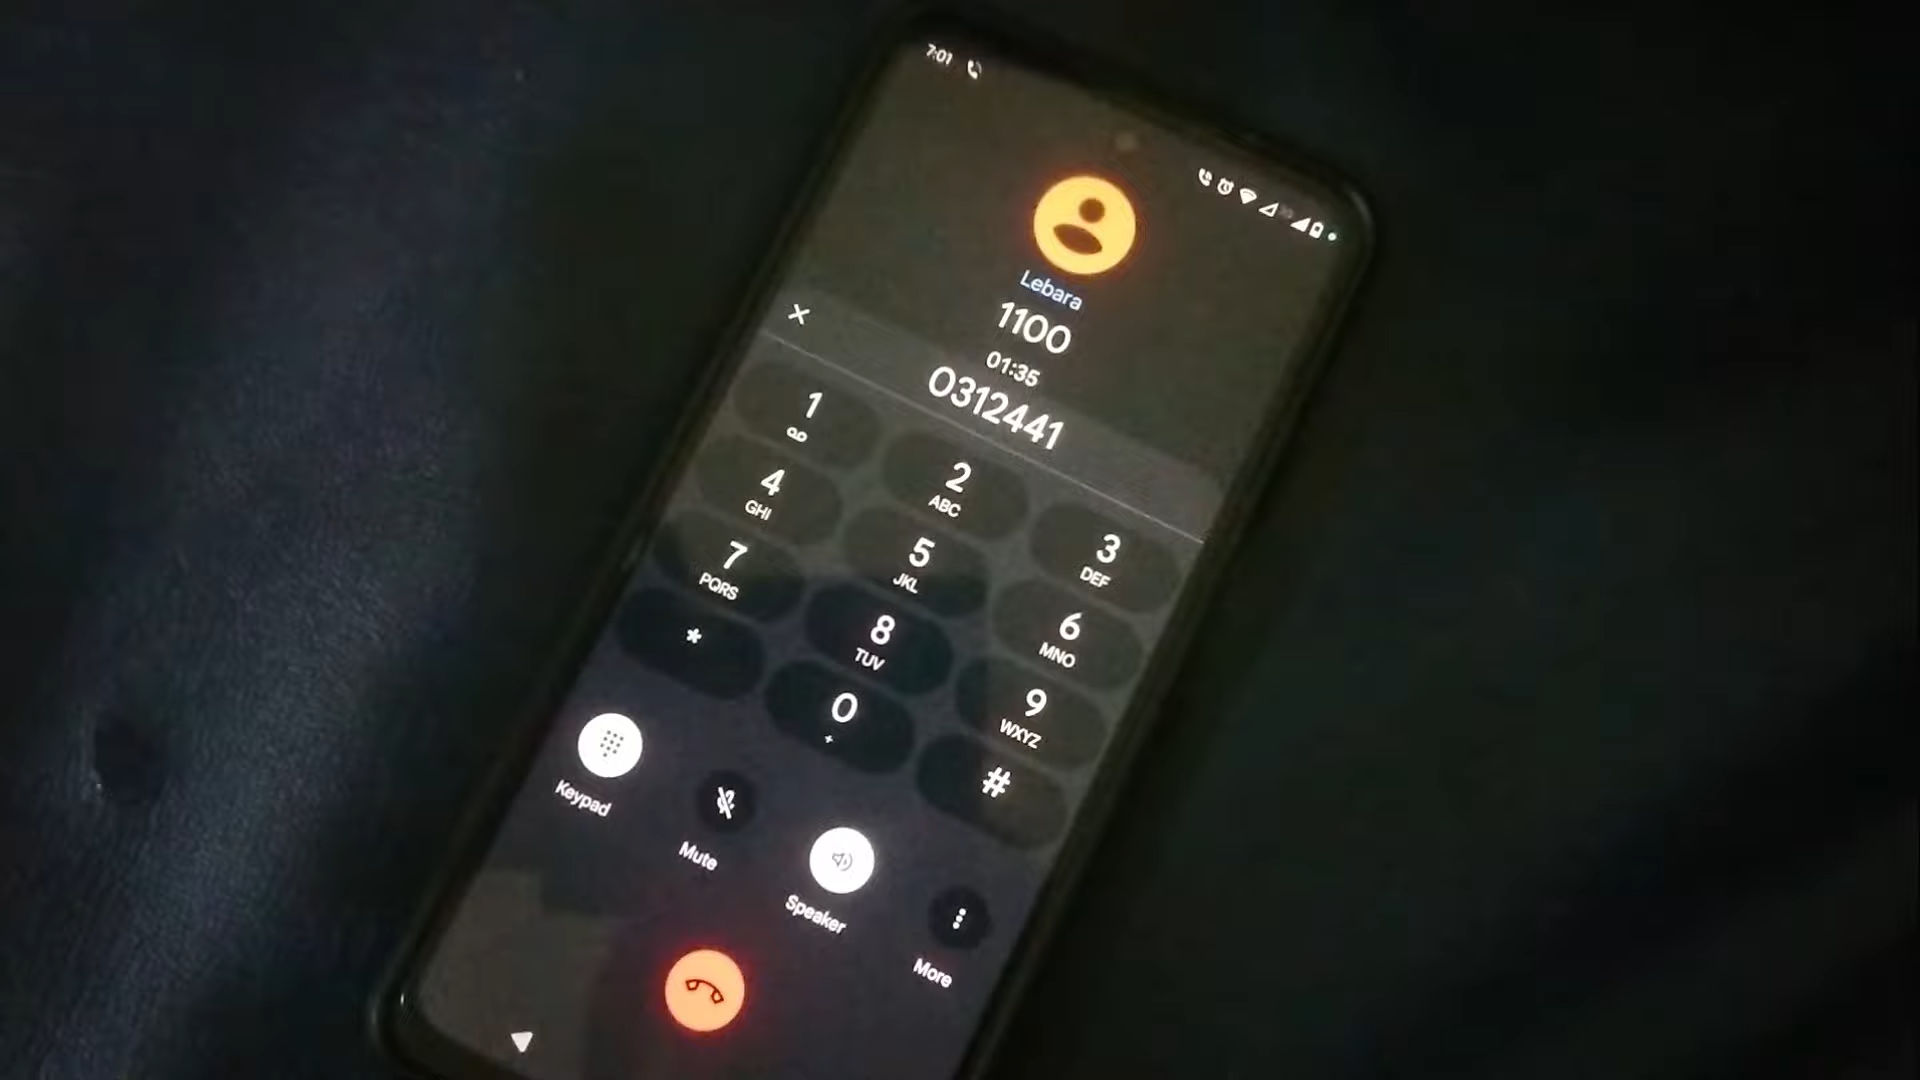 7:01
Lebara
1100
01:35
0312441
1
2
ABC
3
DEF
4
GHI
5
JKL
6
MNO
7
PQRS
8
TUV
9
WXYZ
*
0
+
#
Keypad
Mute
Speaker
More